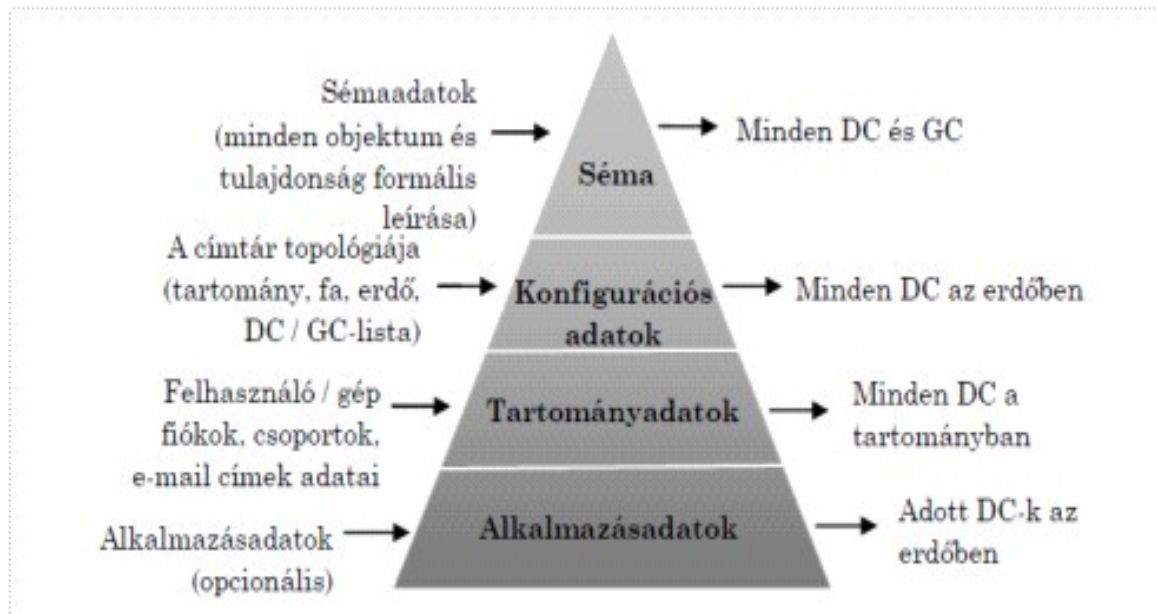 Sémaadatok
(minden objektum és
tulajdonság formális
leírása)
Séma
Minden DC és GC
A címtár topológiája
(tartomány, fa, erdő,
DC / GC-lista)
Konfigurációs
adatok
Minden DC az erdőben
Felhasználó / gép
fiókok, csoportok,
e-mail címek adatai
Tartományadatok
Minden DC a
tartományban
Alkalmazásadatok
(opcionális)
Alkalmazásadatok
Adott DC-k az
erdőben